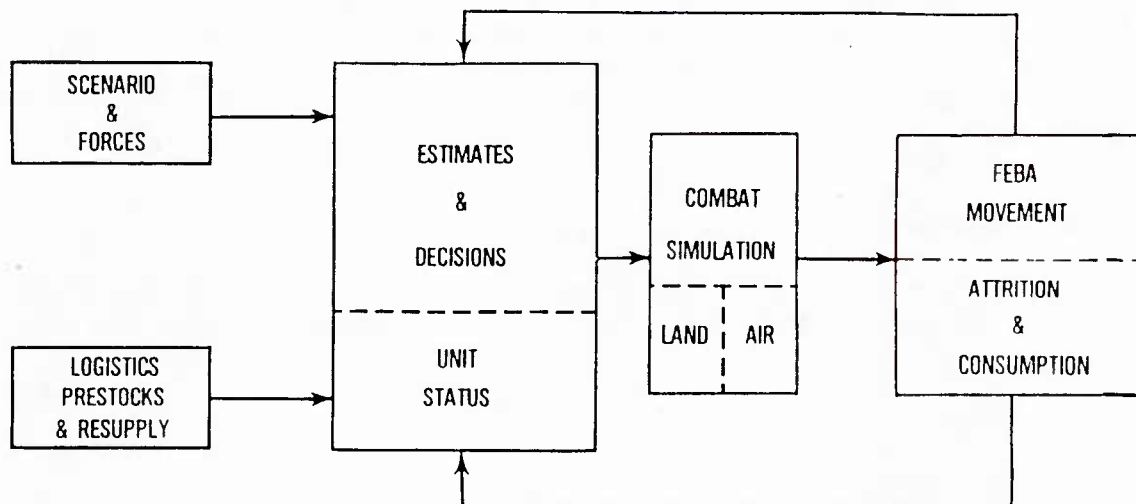 SCENARIO
&
FORCES
LOGISTICS
PRESTOCKS
& RESUPPLY
ESTIMATES
&
DECISIONS
UNIT
STATUS
COMBAT
SIMULATION
LAND
AIR
FEBA
MOVEMENT
ATTRITION
&
CONSUMPTION